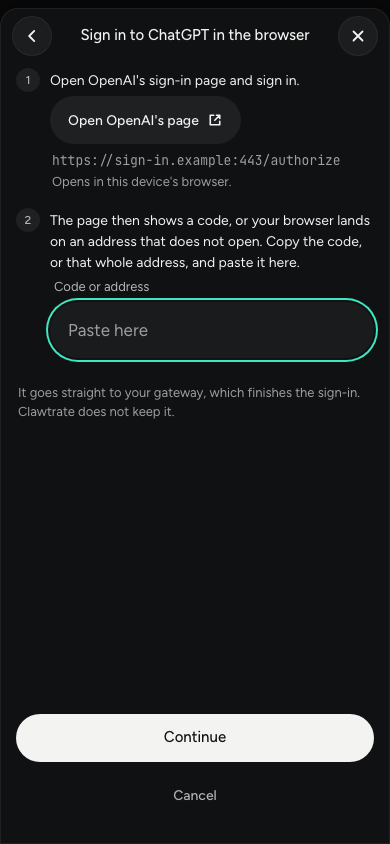 Sign in to ChatGPT in the browser
1
Open OpenAI's sign-in page and sign in.
Open OpenAI's page
https://sign-in.example:443/authorize
Opens in this device's browser.
2
The page then shows a code, or your browser lands
on an address that does not open. Copy the code,
or that whole address, and paste it here.
Code or address
Paste here
It goes straight to your gateway, which finishes the sign-in.
Clawtrate does not keep it.
Continue
Cancel